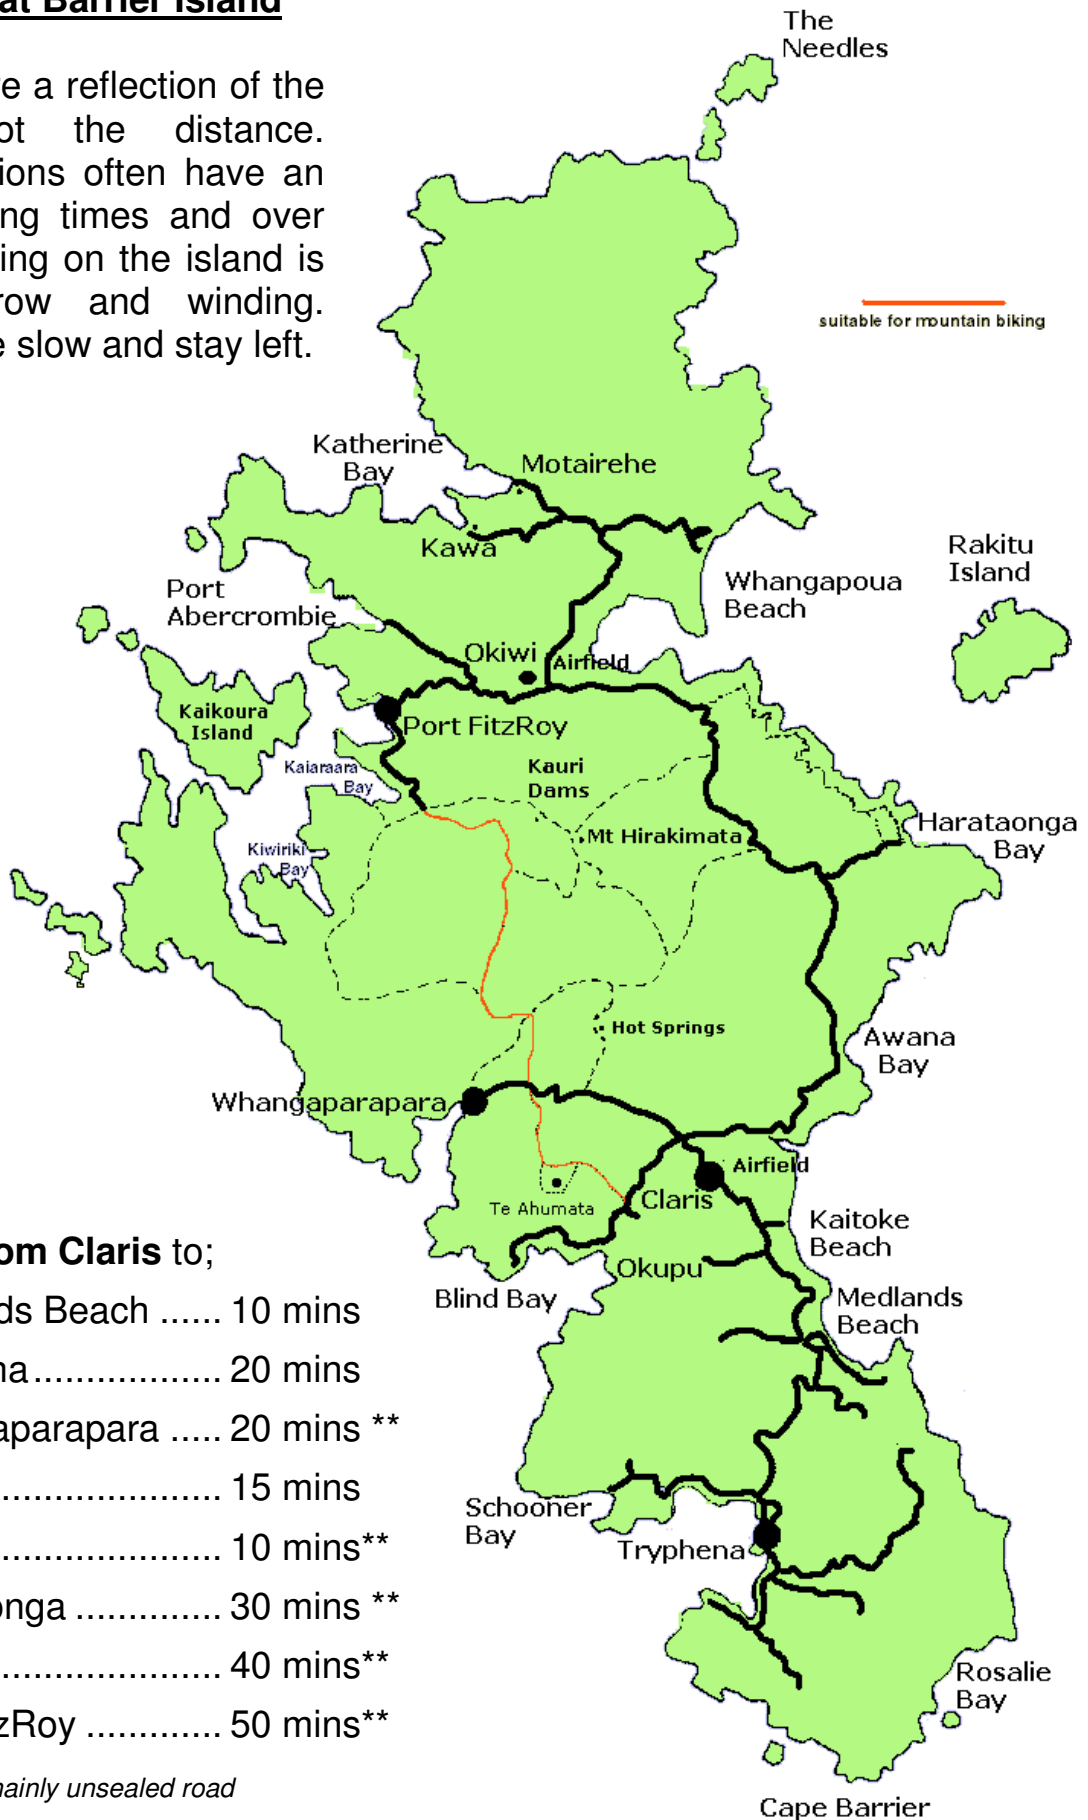 at Barrier Island
The
Needles
e a reflection of the
ot the distance.
ions often have an
ng times and over
ing on the island is
row and winding.
e slow and stay left.
suitable for mountain biking
Katherine
Bay
Motairehe
Kawa
Rakitu
Island
Whangapoua
Beach
Port
Abercrombie
Okiwi
Airfield
Kaikoura
Island
Port FitzRoy
Kaiaraara
Bay
Kauri
Dams
Mt Hirakimata
Harataonga
Bay
Kiwiriki
Bay
Hot Springs
Awana
Bay
Whangaparapara
Airfield
Te Ahumata
Claris
Kaitoke
Beach
Okupu
Blind Bay
Medlands
Beach
Schooner
Bay
Tryphena
Rosalie
Bay
Cape Barrier
om Claris to;
ds Beach ...... 10 mins
na.................. 20 mins
aparapara ..... 20 mins **
..................... 15 mins
..................... 10 mins**
onga .............. 30 mins **
..................... 40 mins**
zRoy ............. 50 mins**
nainly unsealed road